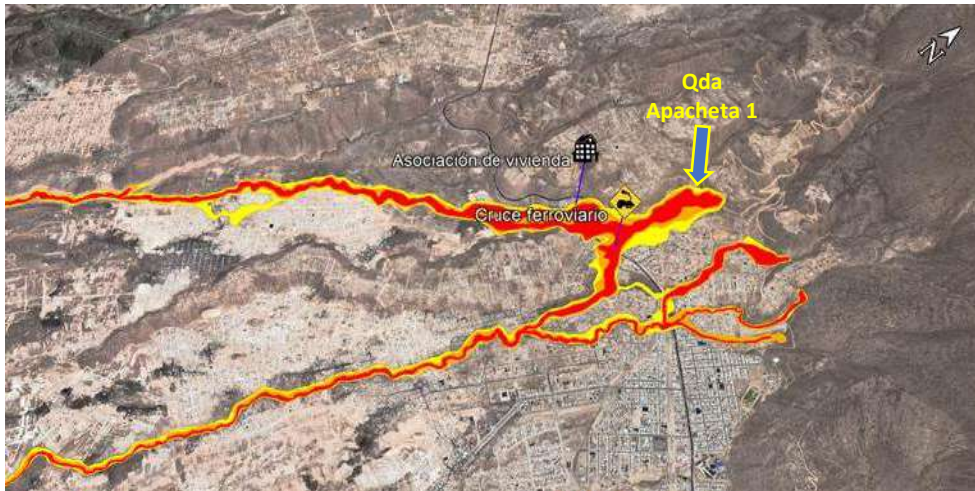 N
Qda
Apacheta 1
Asociación de vivienda
Cruce ferroviario